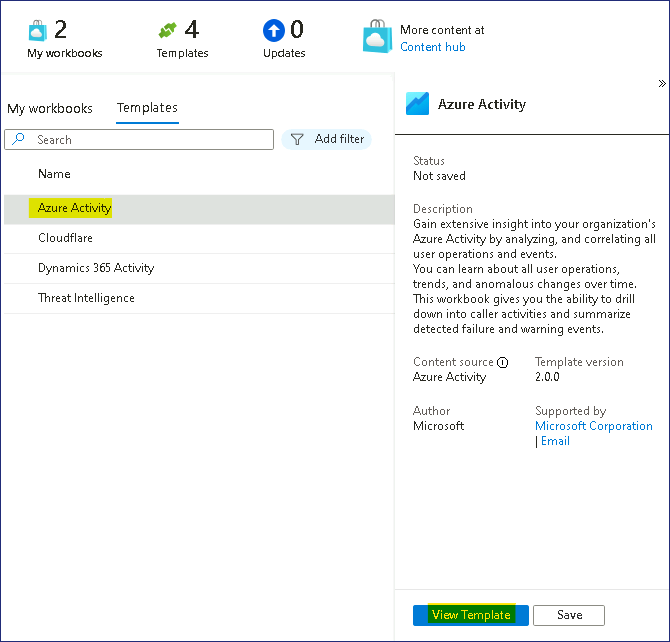 2
My workbooks
4
Templates
0
Updates
More content at
Content hub
My workbooks
Templates
Search
Add filter
Name
Azure Activity
Cloudflare
Dynamics 365 Activity
Threat Intelligence
»
Azure Activity
Status
Not saved
Description
Gain extensive insight into your organization's
Azure Activity by analyzing, and correlating all
user operations and events.
You can learn about all user operations,
trends, and anomalous changes over time.
This workbook gives you the ability to drill
down into caller activities and summarize
detected failure and warning events.
Content source
Template version
Azure Activity
2.0.0
Author
Supported by
Microsoft
Microsoft Corporation
| Email
View Template
Save